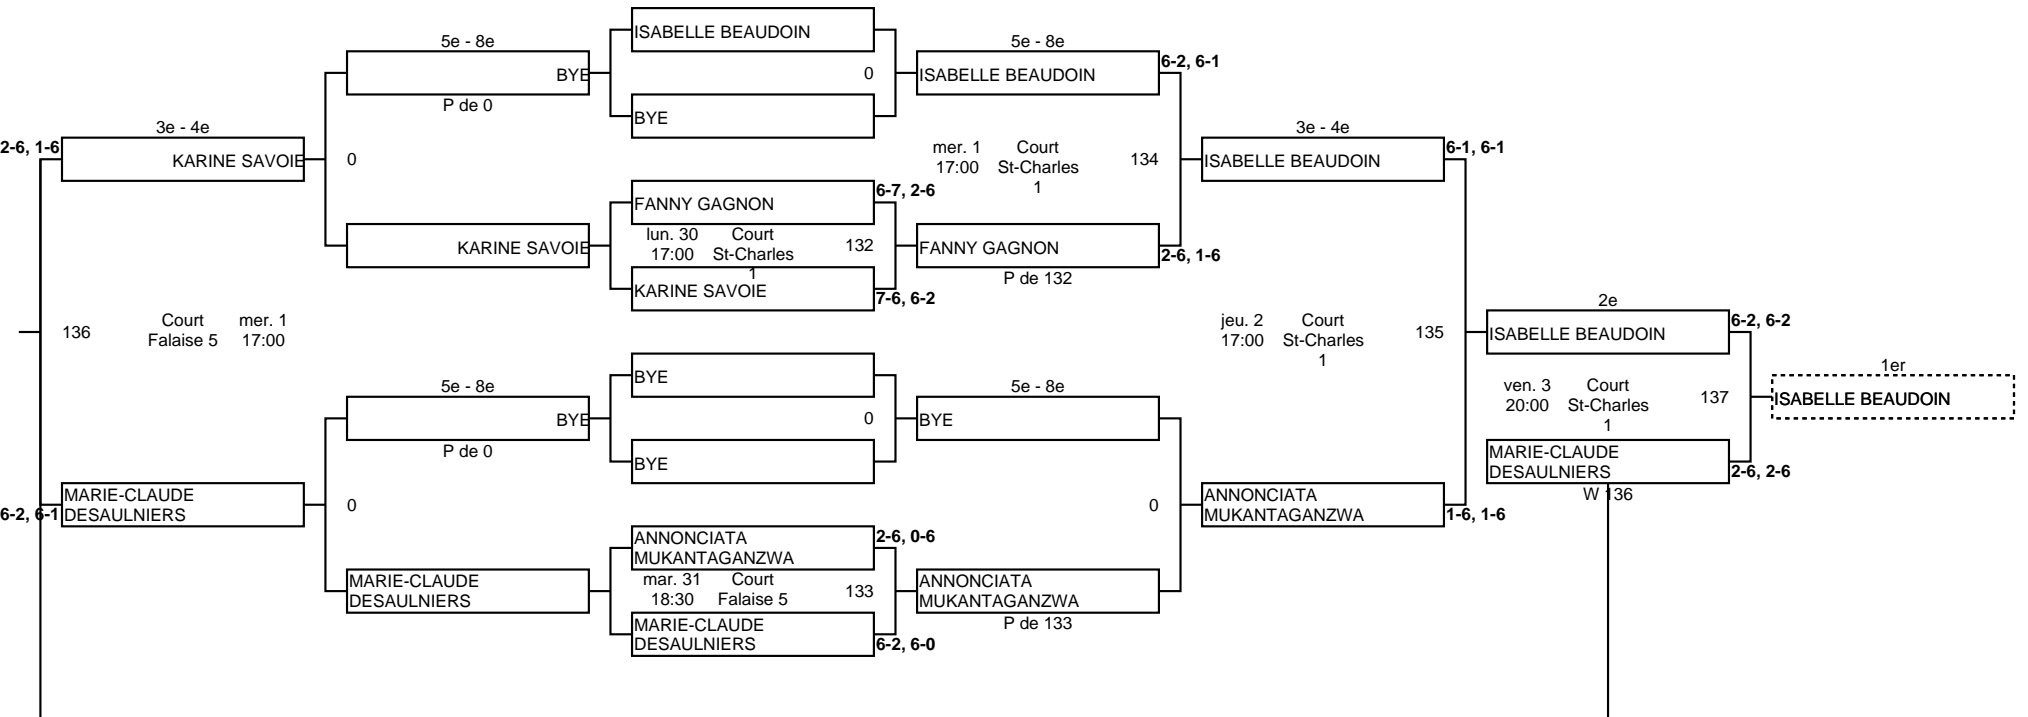 ISABELLE BEAUDOIN
5e - 8e
BYE
0
P de 0
BYE
5e - 8e
ISABELLE BEAUDOIN
6-2, 6-1
3e - 4e
2-6, 1-6
KARINE SAVOIE
0
mer. 1 Court
17:00 St-Charles
1
134
3e - 4e
ISABELLE BEAUDOIN
6-1, 6-1
FANNY GAGNON
6-7, 2-6
KARINE SAVOIE
lun. 30 Court
17:00 St-Charles
1
132
FANNY GAGNON
2-6, 1-6
P de 132
KARINE SAVOIE
7-6, 6-2
136
Court mer. 1
Falaise 5 17:00
jeu. 2 Court
17:00 St-Charles
1
135
2e
ISABELLE BEAUDOIN
6-2, 6-2
BYE
5e - 8e
BYE
0
P de 0
BYE
5e - 8e
BYE
ven. 3 Court
20:00 St-Charles
1
137
1er
ISABELLE BEAUDOIN
MARIE-CLAUDE
DESAULNIERS
2-6, 2-6
W 136
MARIE-CLAUDE
DESAULNIERS
6-2, 6-1
0
0
ANNONCIATA
MUKANTAGANZWA
1-6, 1-6
ANNONCIATA
MUKANTAGANZWA
2-6, 0-6
MARIE-CLAUDE
DESAULNIERS
mar. 31 Court
18:30 Falaise 5
133
ANNONCIATA
MUKANTAGANZWA
P de 133
MARIE-CLAUDE
DESAULNIERS
6-2, 6-0